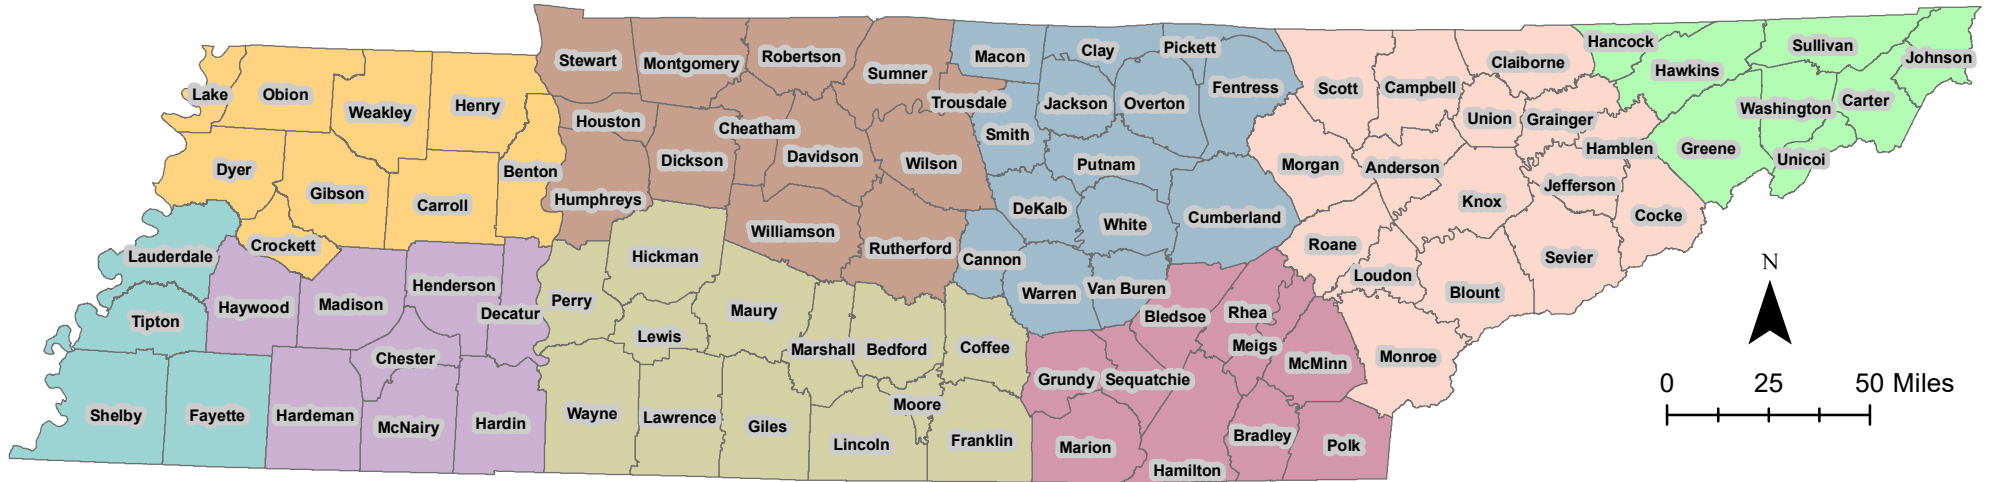 Stewart
Montgomery
Robertson
Sumner
Macon
Clay
Pickett
Fentress
Scott
Campbell
Claiborne
Hancock
Hawkins
Sullivan
Johnson
Lake
Obion
Weakley
Henry
Houston
Cheatham
Trousdale
Smith
Jackson
Overton
Union
Grainger
Washington
Carter
Dyer
Gibson
Carroll
Benton
Humphreys
Dickson
Davidson
Wilson
Putnam
Morgan
Anderson
Hamblen
Greene
Unicoi
Lauderdale
Crockett
Williamson
Rutherford
DeKalb
White
Cumberland
Knox
Jefferson
Cocke
Haywood
Madison
Henderson
Decatur
Perry
Hickman
Cannon
Warren
Van Buren
Roane
Loudon
Blount
Sevier
N
Tipton
Chester
Lewis
Maury
Marshall
Bedford
Coffee
Bledsoe
Rhea
Meigs
McMinn
Monroe
0 25 50 Miles
Shelby
Fayette
Hardeman
McNairy
Hardin
Wayne
Lawrence
Giles
Moore
Lincoln
Franklin
Grundy
Sequatchie
Marion
Hamilton
Bradley
Polk